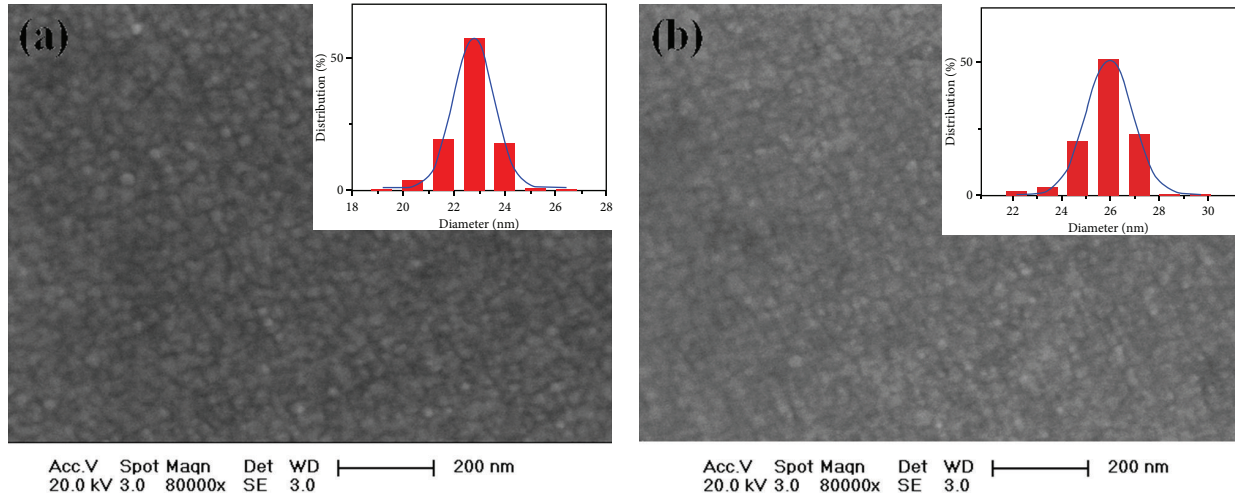 (a)
Distribution (%)
50
0
18 20 22 24 26 28
Diameter (nm)
Acc.V Spot Magn Det WD 200 nm
20.0 kV 3.0 80000x SE 3.0
(b)
Distribution (%)
50
0
22 24 26 28 30
Diameter (nm)
Acc.V Spot Magn Det WD 200 nm
20.0 kV 3.0 80000x SE 3.0